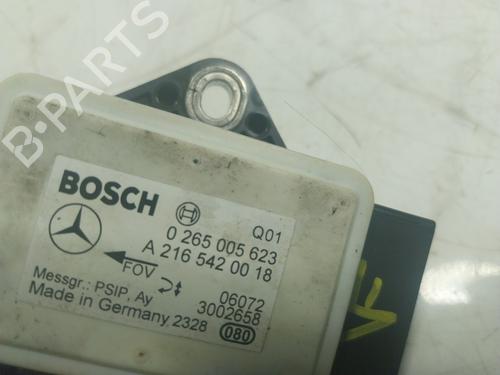 B-PARTS
BOSCH
Q01
0 265 005 623
A 216 542 00 18
FOV
Messgr.: PSIP, Ay
06072
3002658
Made in Germany 2328
080